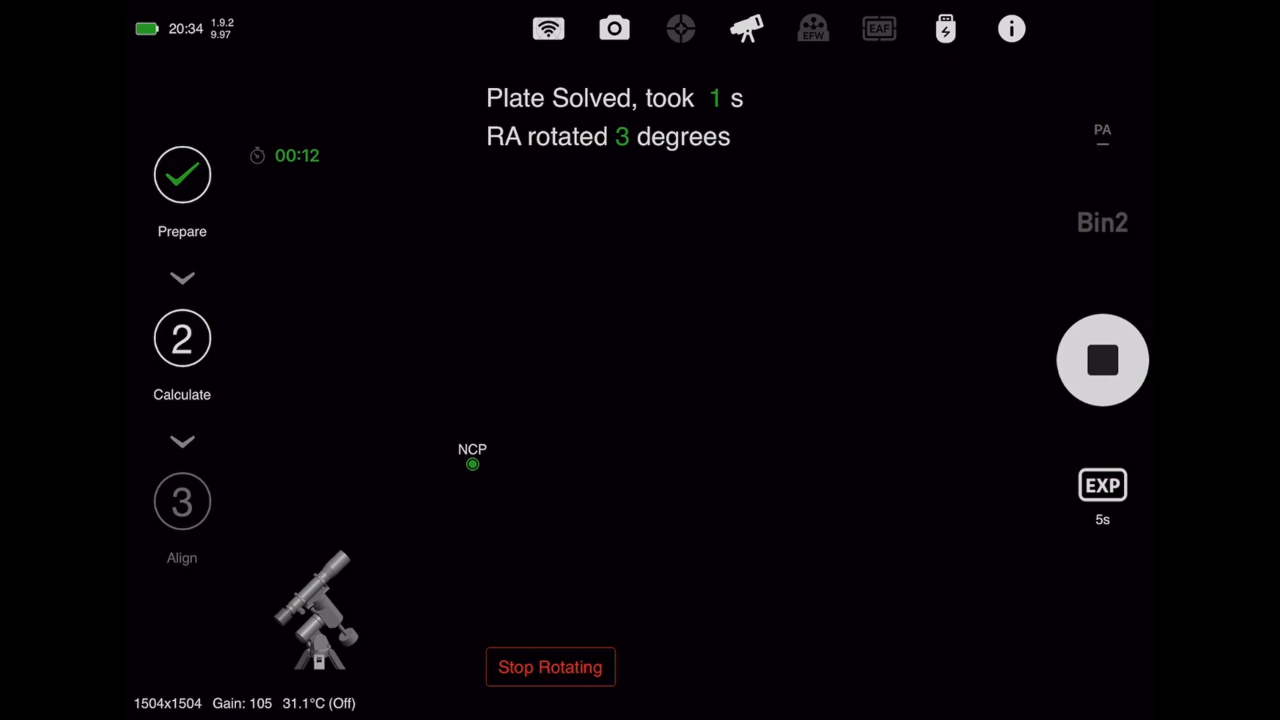 20:34
1.9.2
9.97
EFW
EAF
Plate Solved, took 1 s
RA rotated 3 degrees
PA
00:12
Prepare
Bin2
2
Calculate
NCP
EXP
5s
3
Align
Stop Rotating
1504x1504 Gain: 105 31.1°C (Off)